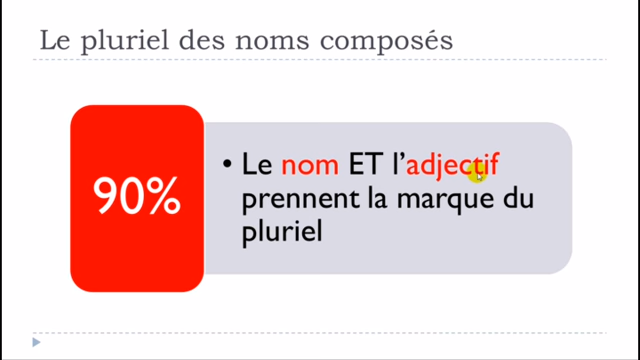 Le pluriel des noms composés
90%
• Le nom ET l’adjectif
prennent la marque du
pluriel